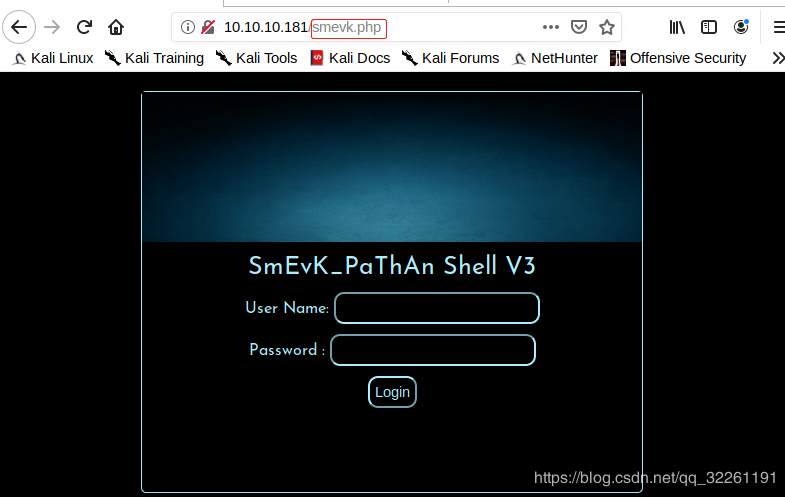 10.10.10.181/smevk.php
Kali Linux Kali Training Kali Tools Kali Docs Kali Forums NetHunter Offensive Security
SmEvK_PaThAn Shell V3
User Name:
Password :
Login
https://blog.csdn.net/qq_32261191